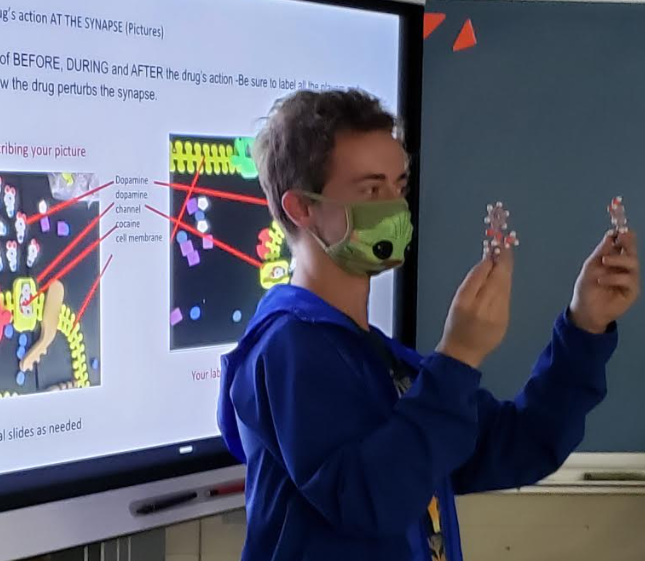 ug's action AT THE SYNAPSE (Pictures)
of BEFORE, DURING and AFTER the drug's action -Be sure to label all the
w the drug perturbs the synapse.
ribing your picture
Dopamine
dopamine
channel
cocaine
cell membrane
Your lab
al slides as needed